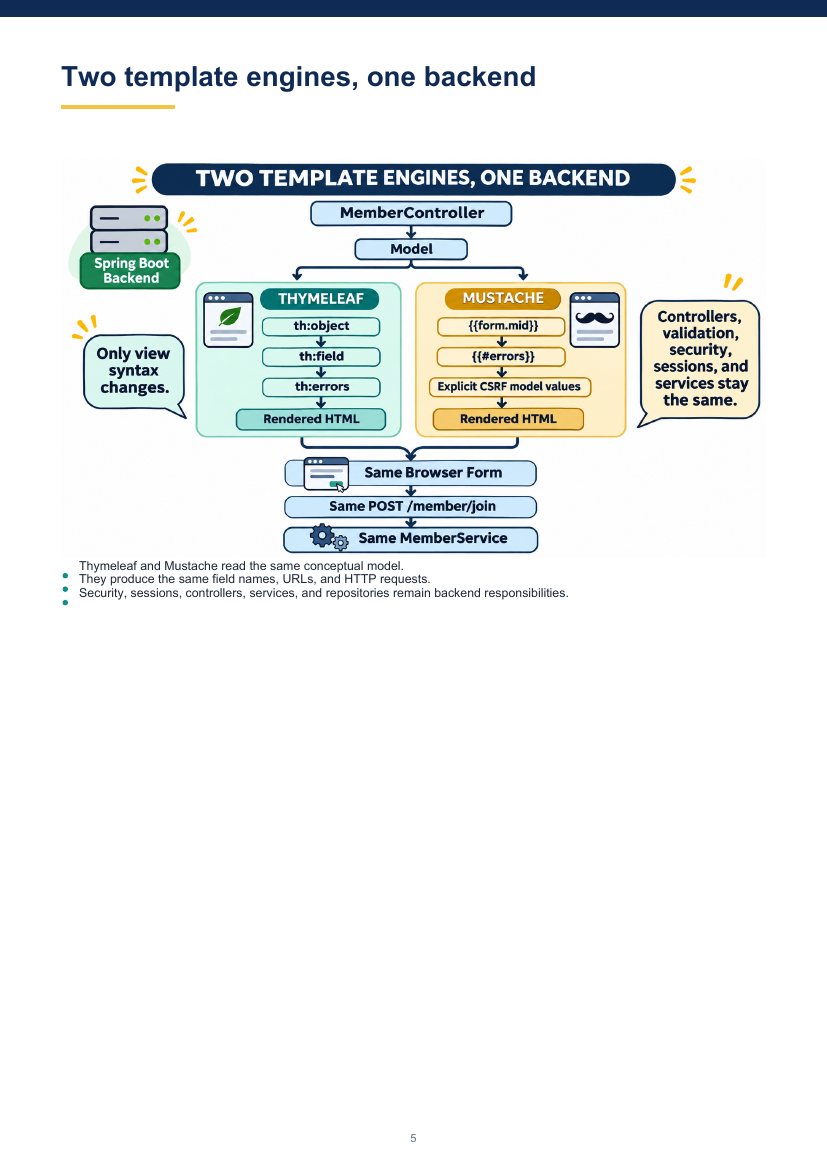 Two template engines, one backend
TWO TEMPLATE ENGINES, ONE BACKEND
MemberController
Model
Spring Boot
Backend
Only view
syntax
changes.
THYMELEAF
th:object
th:field
th:errors
Rendered HTML
MUSTACHE
{{form.mid}}
{{#errors}}
Explicit CSRF model values
Rendered HTML
Controllers,
validation,
security,
sessions, and
services stay
the same.
Same Browser Form
Same POST /member/join
Same MemberService
Thymeleaf and Mustache read the same conceptual model.
They produce the same field names, URLs, and HTTP requests.
Security, sessions, controllers, services, and repositories remain backend responsibilities.
5